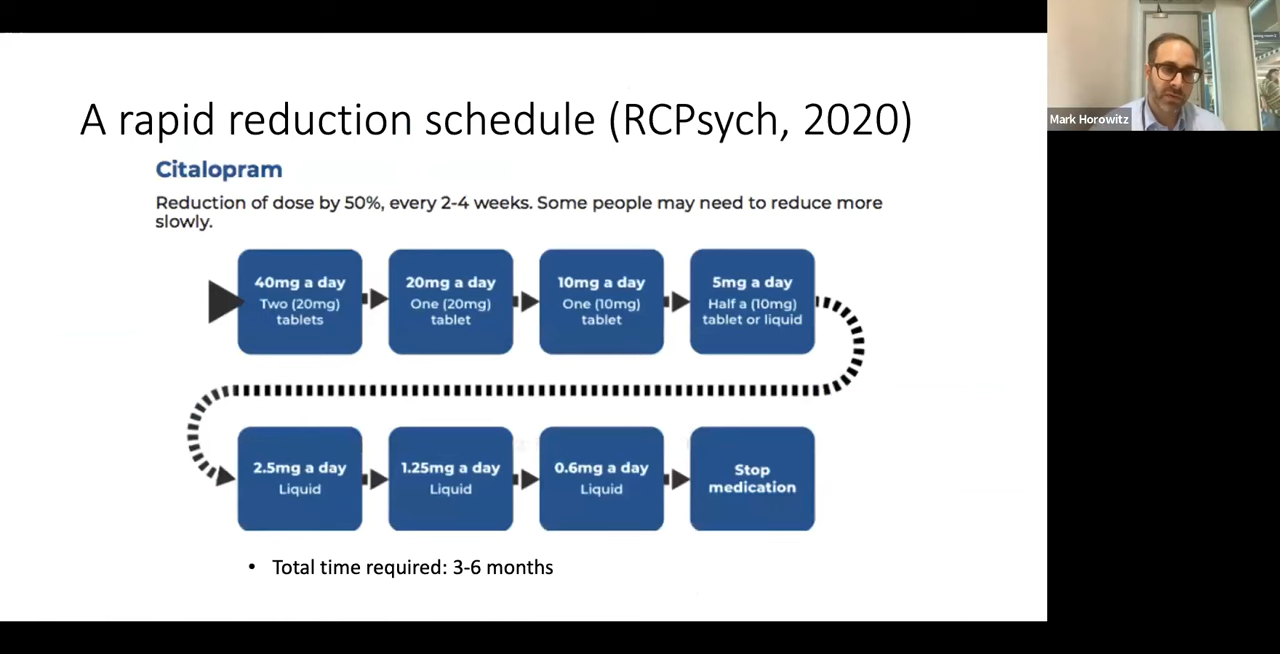 A rapid reduction schedule (RCPsych, 2020)
Mark Horowitz
Citalopram
Reduction of dose by 50%, every 2-4 weeks. Some people may need to reduce more
slowly.
40mg a day
Two (20mg)
tablets
20mg a day
One (20mg)
tablet
10mg a day
One (10mg)
tablet
5mg a day
Half a (10mg)
tablet or liquid
2.5mg a day
Liquid
1.25mg a day
Liquid
0.6mg a day
Liquid
Stop
medication
• Total time required: 3-6 months